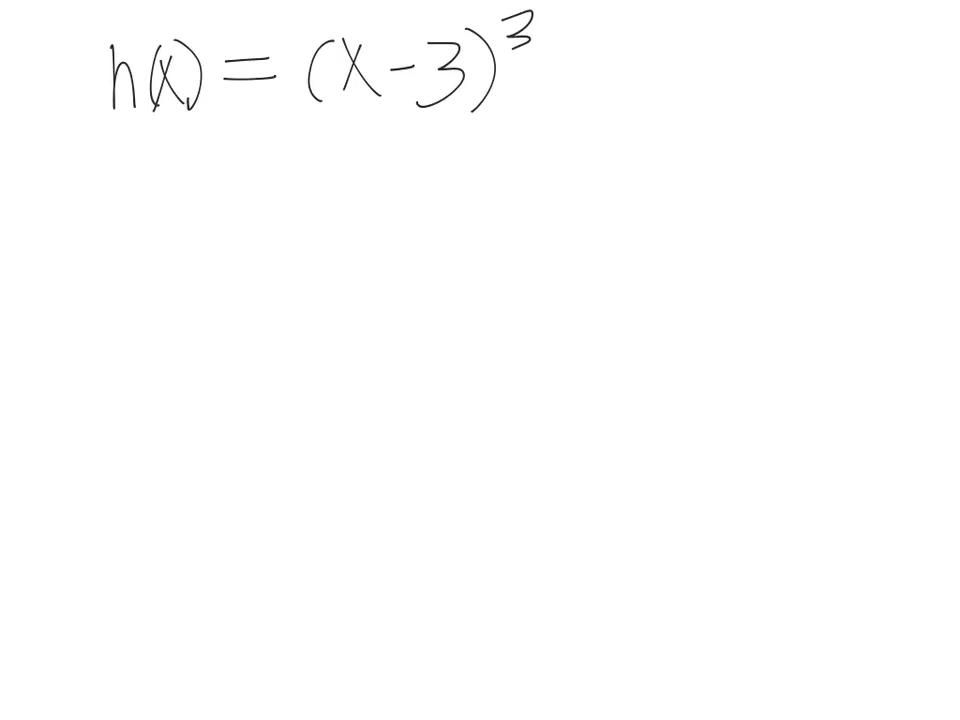 h(x) = (x-3)³